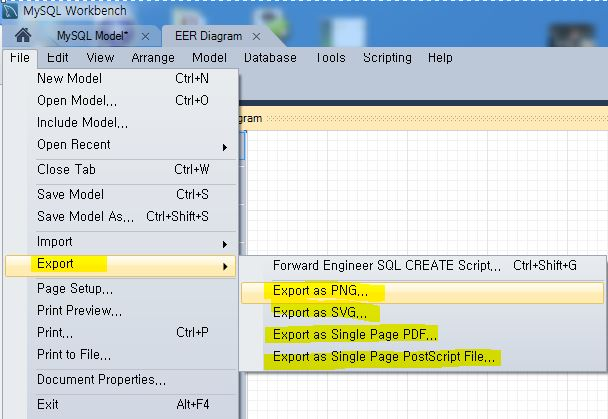 MySQL Workbench
MySQL Model* × EER Diagram ×
File Edit View Arrange Model Database Tools Scripting Help
New Model Ctrl+N
Open Model... Ctrl+O
Include Model...
gram
Open Recent
Close Tab Ctrl+W
Save Model Ctrl+S
Save Model As... Ctrl+Shift+S
Import
Export
Forward Engineer SQL CREATE Script... Ctrl+Shift+G
Export as PNG...
Export as SVG...
Export as Single Page PDF...
Export as Single Page PostScript File...
Page Setup...
Print Preview...
Print... Ctrl+P
Print to File...
Document Properties...
Exit Alt+F4